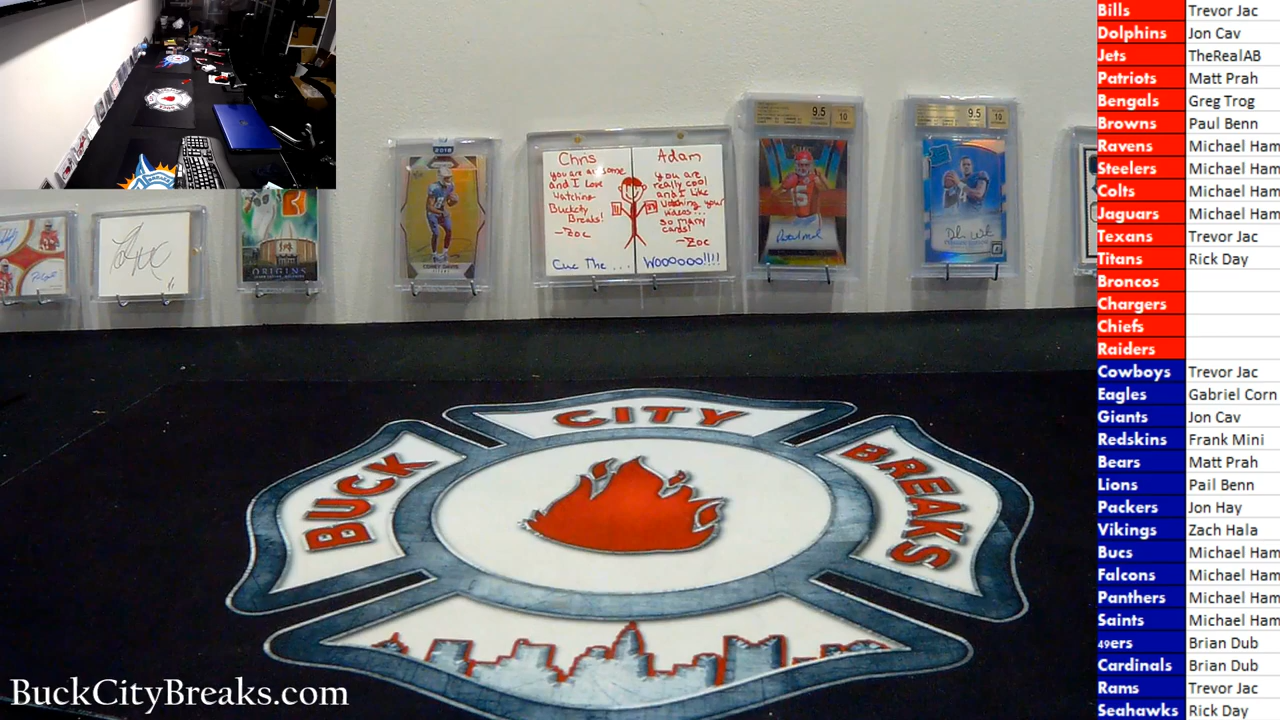 Bills Trevor Jac
Dolphins Jon Cav
Jets TheRealAB
Patriots Matt Prah
Bengals Greg Trog
Browns Paul Benn
Ravens Michael Ham
Steelers Michael Ham
Colts Michael Ham
Jaguars Michael Ham
Texans Trevor Jac
Titans Rick Day
Broncos
Chargers
Chiefs
Raiders
Cowboys Trevor Jac
Eagles Gabriel Corn
Giants Jon Cav
Redskins Frank Mini
Bears Matt Prah
Lions Pail Benn
Packers Jon Hay
Vikings Zach Hala
Bucs Michael Ham
Falcons Michael Ham
Panthers Michael Ham
Saints Michael Ham
49ers Brian Dub
Cardinals Brian Dub
Rams Trevor Jac
Seahawks Rick Day
2018
Chris
you are awesome
and I love
watching
Buckcity
Breaks!
~Zoc
Cue The ...
Adam
you are
really cool
and I like
watching your
videos...
so many
cards!
~Zoc
WOOOOOO!!!!
9.5
10
9.5
10
ORIGINS
BUCK
CITY
BREAKS
BuckCityBreaks.com